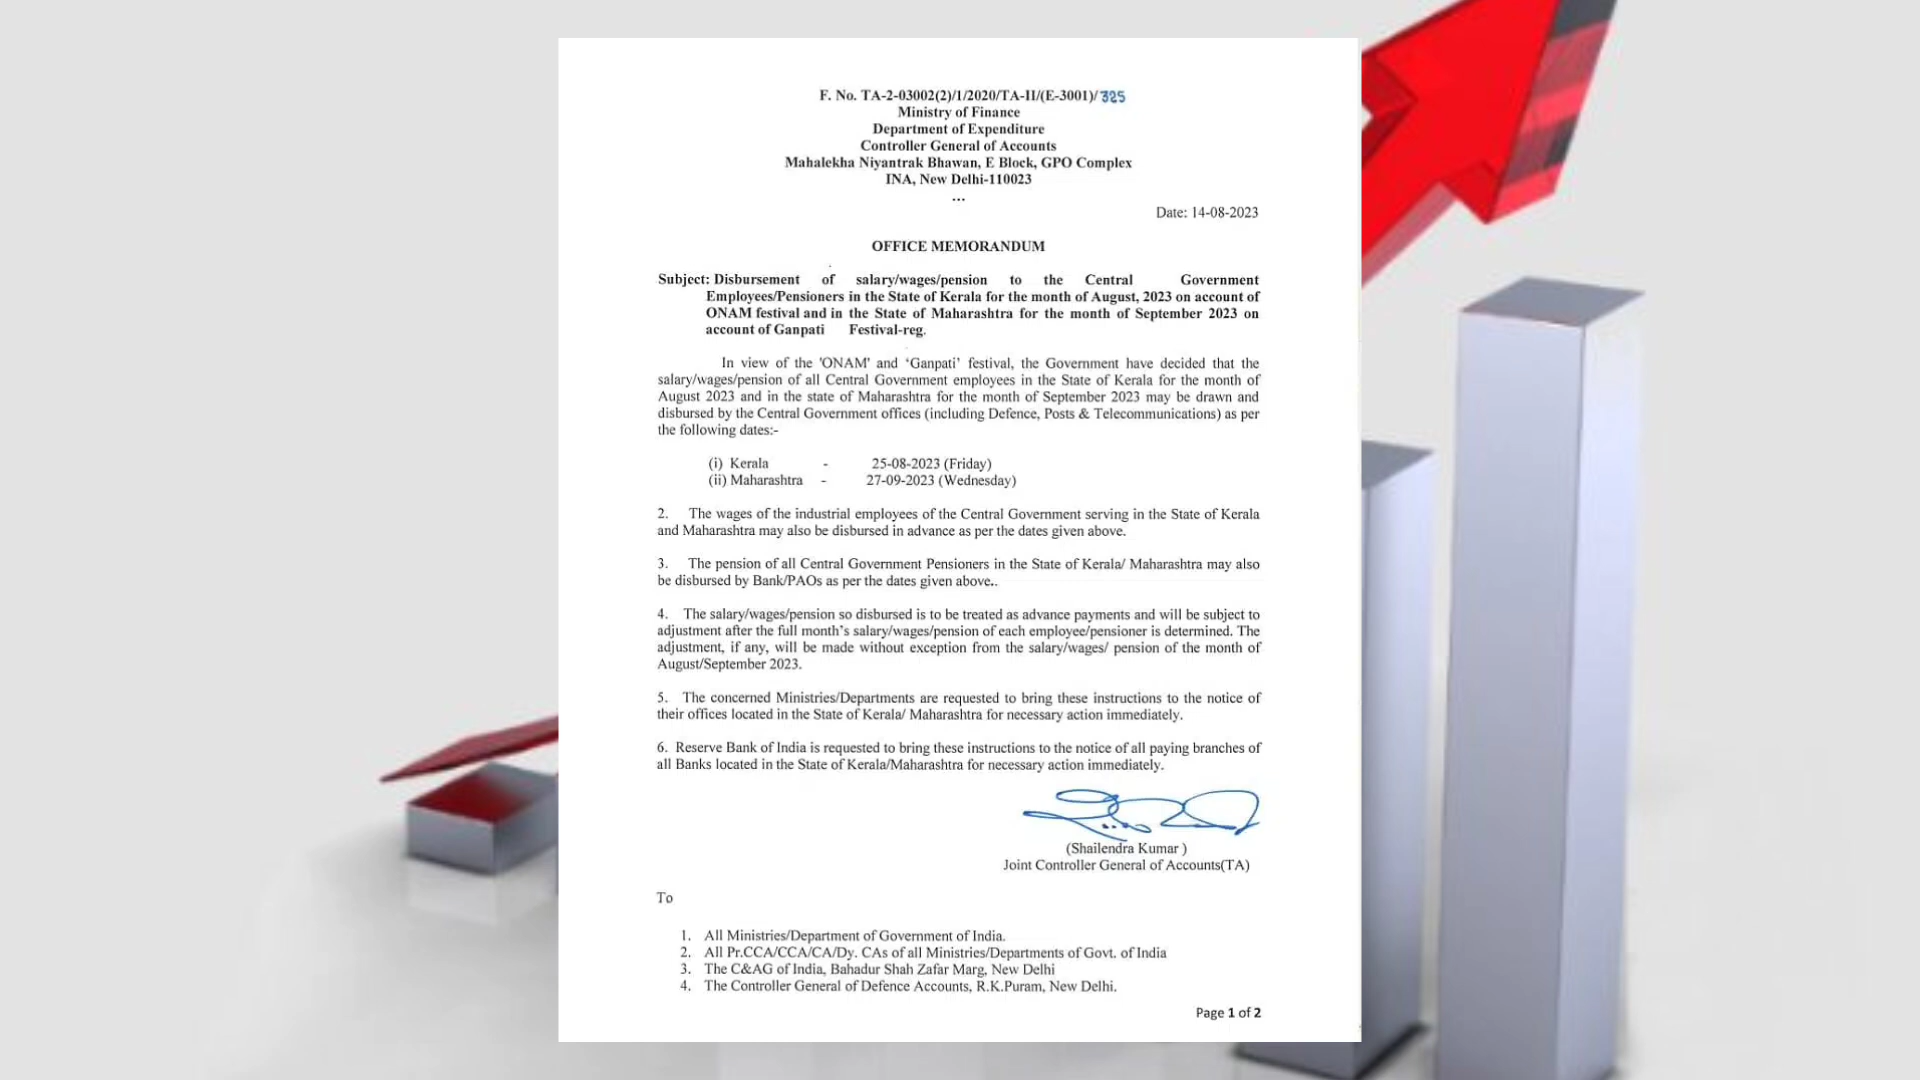 F. No. TA-2-03002(2)/1/2020/TA-II/(E-3001)/325
Ministry of Finance
Department of Expenditure
Controller General of Accounts
Mahalekha Niyantrak Bhawan, E Block, GPO Complex
INA, New Delhi-110023
...
Date: 14-08-2023
OFFICE MEMORANDUM
Subject: Disbursement of salary/wages/pension to the Central Government
Employees/Pensioners in the State of Kerala for the month of August, 2023 on account of
ONAM festival and in the State of Maharashtra for the month of September 2023 on
account of Ganpati Festival-reg.
In view of the 'ONAM' and ‘Ganpati’ festival, the Government have decided that the
salary/wages/pension of all Central Government employees in the State of Kerala for the month of
August 2023 and in the state of Maharashtra for the month of September 2023 may be drawn and
disbursed by the Central Government offices (including Defence, Posts & Telecommunications) as per
the following dates:-
(i) Kerala - 25-08-2023 (Friday)
(ii) Maharashtra - 27-09-2023 (Wednesday)
2. The wages of the industrial employees of the Central Government serving in the State of Kerala
and Maharashtra may also be disbursed in advance as per the dates given above.
3. The pension of all Central Government Pensioners in the State of Kerala/ Maharashtra may also
be disbursed by Bank/PAOs as per the dates given above..
4. The salary/wages/pension so disbursed is to be treated as advance payments and will be subject to
adjustment after the full month’s salary/wages/pension of each employee/pensioner is determined. The
adjustment, if any, will be made without exception from the salary/wages/ pension of the month of
August/September 2023.
5. The concerned Ministries/Departments are requested to bring these instructions to the notice of
their offices located in the State of Kerala/ Maharashtra for necessary action immediately.
6. Reserve Bank of India is requested to bring these instructions to the notice of all paying branches of
all Banks located in the State of Kerala/Maharashtra for necessary action immediately.
(Shailendra Kumar )
Joint Controller General of Accounts(TA)
To
1. All Ministries/Department of Government of India.
2. All Pr.CCA/CCA/CA/Dy. CAs of all Ministries/Departments of Govt. of India
3. The C&AG of India, Bahadur Shah Zafar Marg, New Delhi
4. The Controller General of Defence Accounts, R.K.Puram, New Delhi.
Page 1 of 2